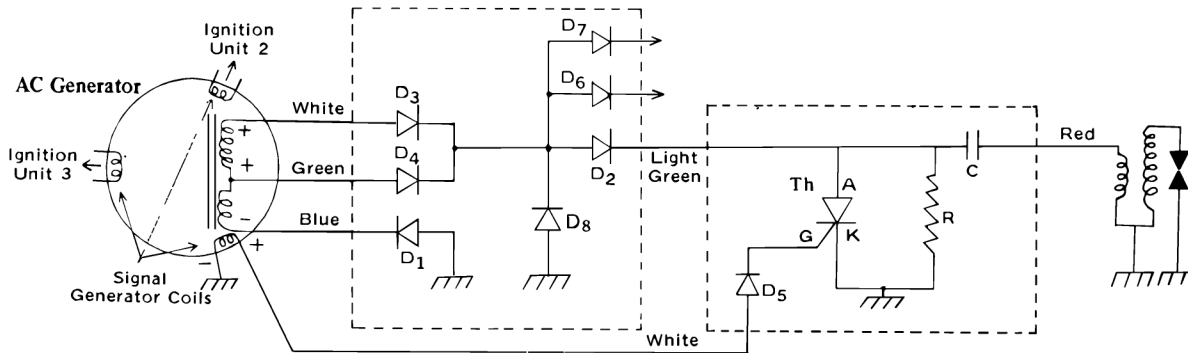 Ignition
Unit 2
AC Generator
Ignition
Unit 3
Signal
Generator Coils
White
Green
Blue
+
+
-
+
-
D3
D4
D1
D7
D6
D2
D8
Light
Green
Th
A
G
K
R
C
D5
Red
White